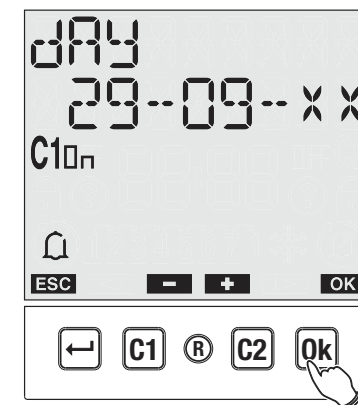 dAY
29--09--XX
C1On
ESC - + OK
C1 ® C2 Ok